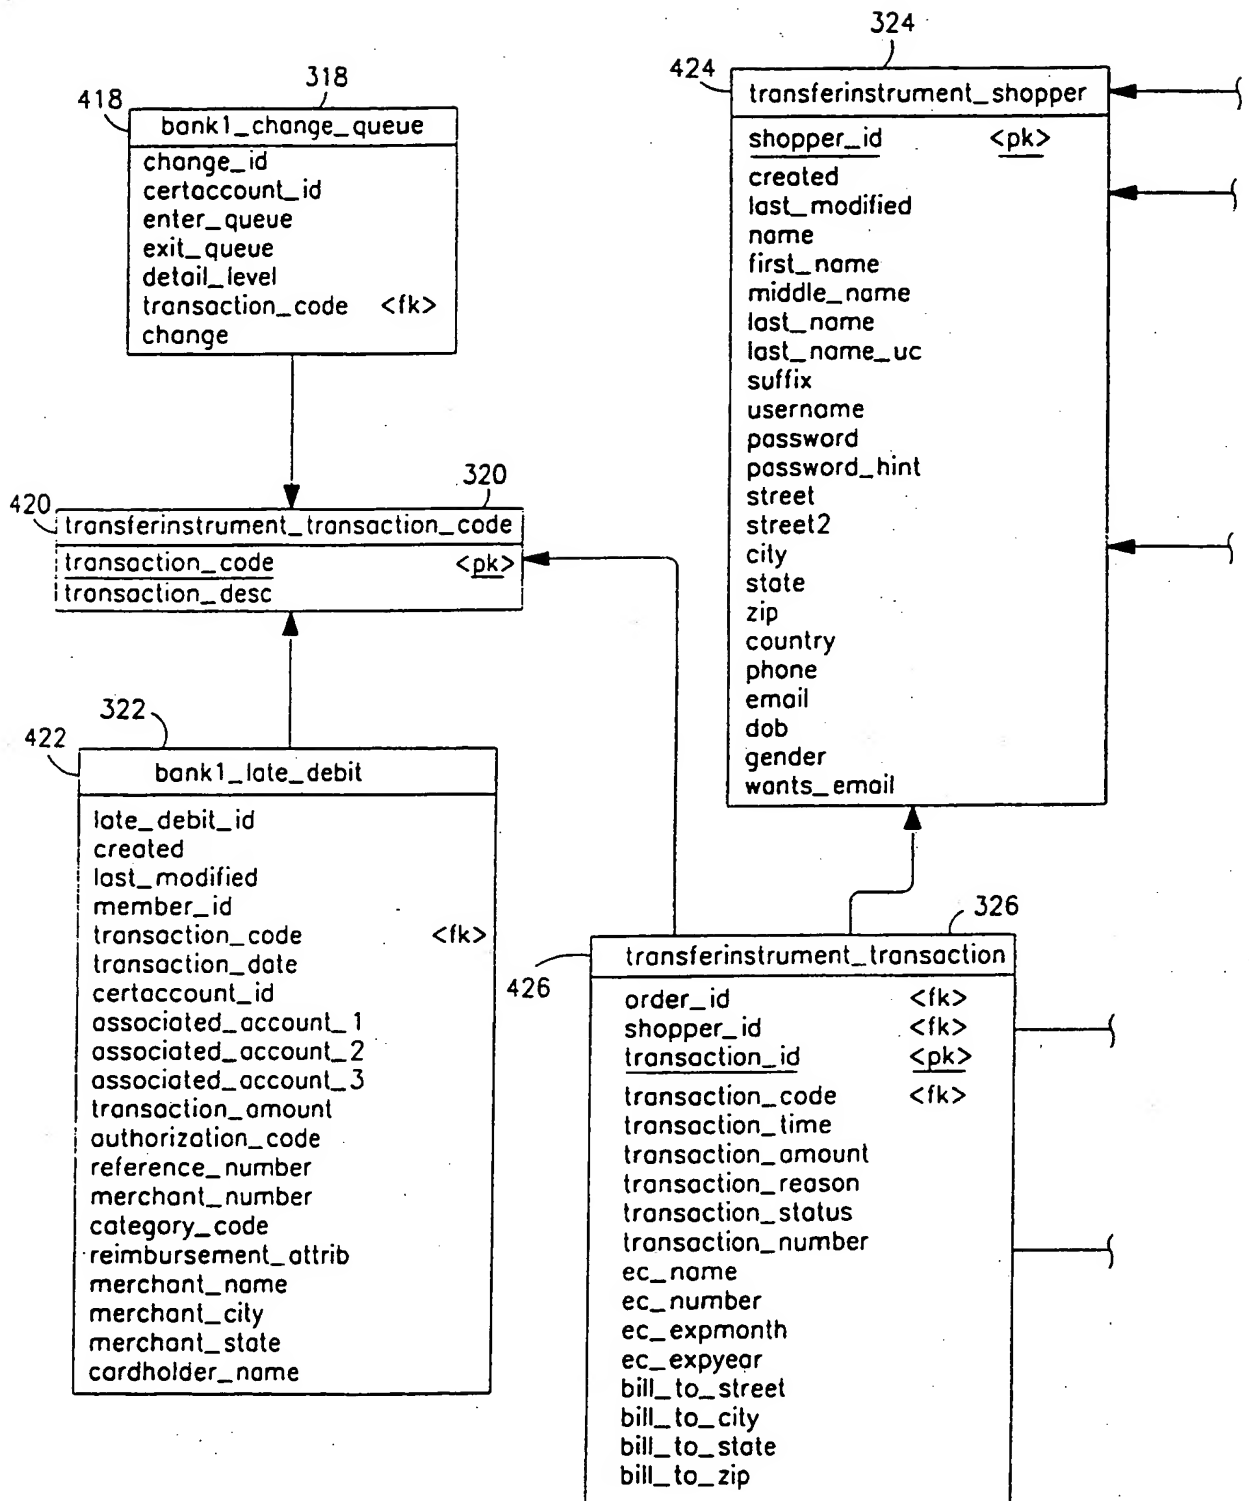 318
418
bank1_change_queue
change_id
certaccount_id
enter_queue
exit_queue
detail_level
transaction_code <fk>
change
320
420
transferinstrument_transaction_code
transaction_code <pk>
transaction_desc
322
422
bank1_late_debit
late_debit_id
created
last_modified
member_id
transaction_code <fk>
transaction_date
certaccount_id
associated_account_1
associated_account_2
associated_account_3
transaction_amount
authorization_code
reference_number
merchant_number
category_code
reimbursement_attrib
merchant_name
merchant_city
merchant_state
cardholder_name
324
424
transferinstrument_shopper
shopper_id <pk>
created
last_modified
name
first_name
middle_name
last_name
last_name_uc
suffix
username
password
password_hint
street
street2
city
state
zip
country
phone
email
dob
gender
wants_email
326
426
transferinstrument_transaction
order_id <fk>
shopper_id <fk>
transaction_id <pk>
transaction_code <fk>
transaction_time
transaction_amount
transaction_reason
transaction_status
transaction_number
ec_name
ec_number
ec_expmonth
ec_expyear
bill_to_street
bill_to_city
bill_to_state
bill_to_zip